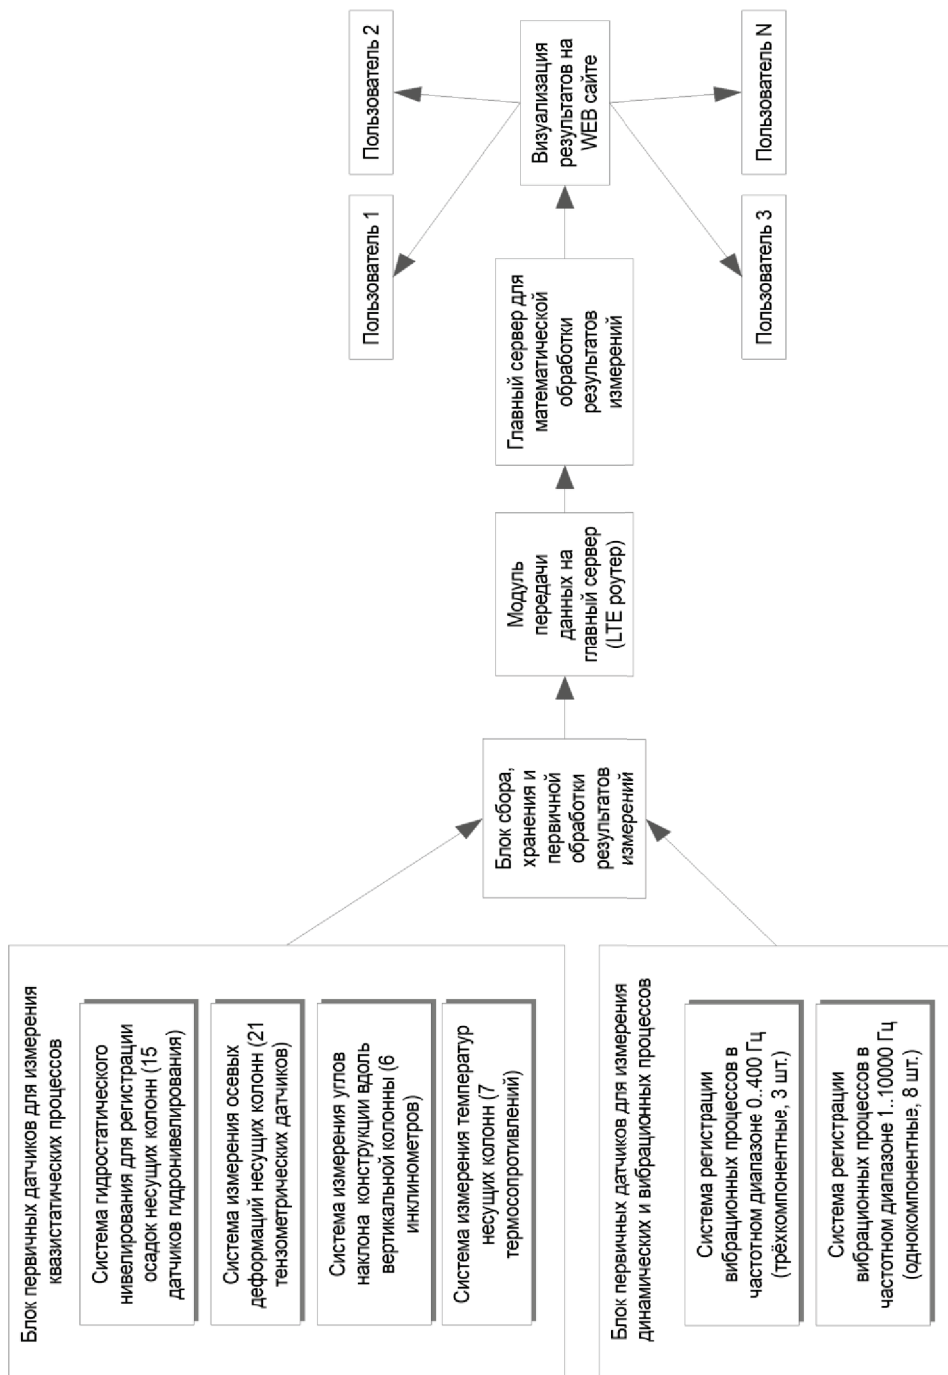 Блок первичных датчиков для измерения
квазистатических процессов
Система гидростатического
нивелирования для регистрации
осадок несущих колонн (15
датчиков гидронивелирования)
Система измерения осевых
деформаций несущих колонн (21
тензометрических датчиков)
Система измерения углов
наклона конструкции вдоль
вертикальной колонны (6
инклинометров)
Система измерения температур
несущих колонн (7
термосопротивлений)
Блок первичных датчиков для измерения
динамических и вибрационных процессов
Система регистрации
вибрационных процессов в
частотном диапазоне 0..400 Гц
(трёхкомпонентные, 3 шт.)
Система регистрации
вибрационных процессов в
частотном диапазоне 1..10000 Гц
(однокомпонентные, 8 шт.)
Блок сбора,
хранения и
первичной
обработки
результатов
измерений
Модуль
передачи
данных на
главный сервер
(LTE роутер)
Главный сервер для
математической
обработки
результатов
измерений
Визуализация
результатов на
WEB сайте
Пользователь 1
Пользователь 2
Пользователь 3
Пользователь N